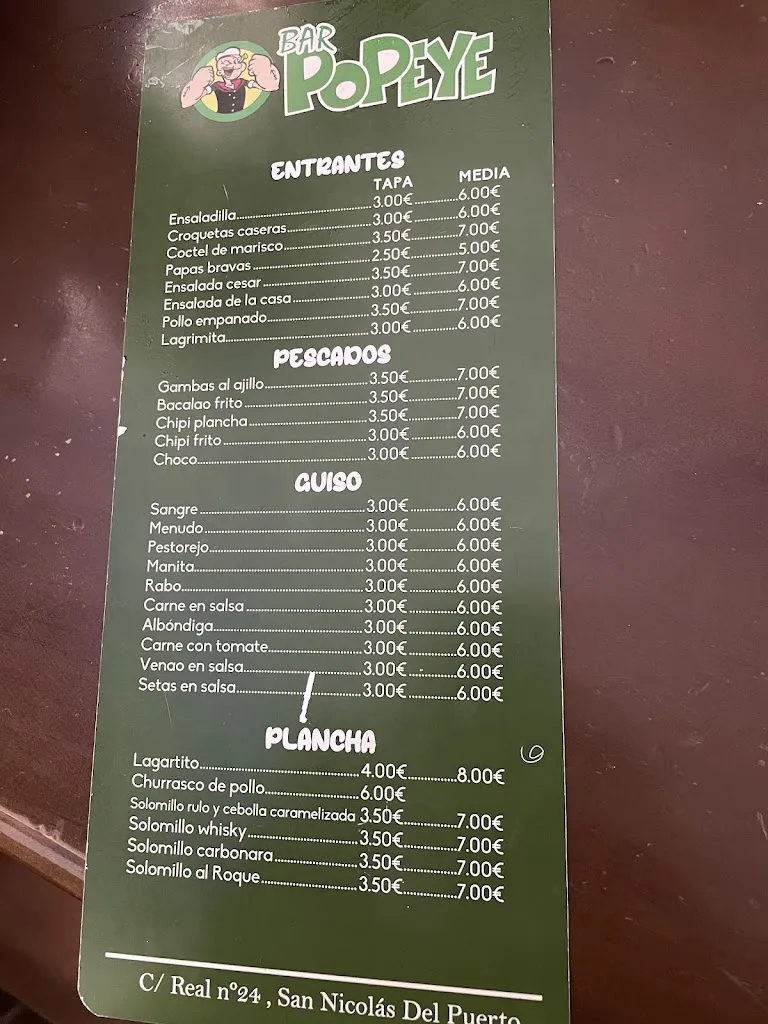 BAR
POPEYE
ENTRANTES
TAPA MEDIA
Ensaladilla 3.00€ 6.00€
Croquetas caseras 3.00€ 6.00€
Coctel de marisco 3.50€ 7.00€
Papas bravas 2.50€ 5.00€
Ensalada cesar 3.50€ 7.00€
Ensalada de la casa 3.00€ 6.00€
Pollo empanado 3.50€ 7.00€
Lagrimita 3.00€ 6.00€
PESCADOS
Gambas al ajillo 3.50€ 7.00€
Bacalao frito 3.50€ 7.00€
Chipi plancha 3.50€ 7.00€
Chipi frito 3.00€ 6.00€
Choco 3.00€ 6.00€
GUISO
Sangre 3.00€ 6.00€
Menudo 3.00€ 6.00€
Pestorejo 3.00€ 6.00€
Manita 3.00€ 6.00€
Rabo 3.00€ 6.00€
Carne en salsa 3.00€ 6.00€
Albóndiga 3.00€ 6.00€
Carne con tomate 3.00€ 6.00€
Venao en salsa 3.00€ 6.00€
Setas en salsa 3.00€ 6.00€
PLANCHA
Lagartito 4.00€ 8.00€
Churrasco de pollo 6.00€
Solomillo rulo y cebolla caramelizada 3.50€ 7.00€
Solomillo whisky 3.50€ 7.00€
Solomillo carbonara 3.50€ 7.00€
Solomillo al Roque 3.50€ 7.00€
C/ Real nº24 , San Nicolás Del Puerto